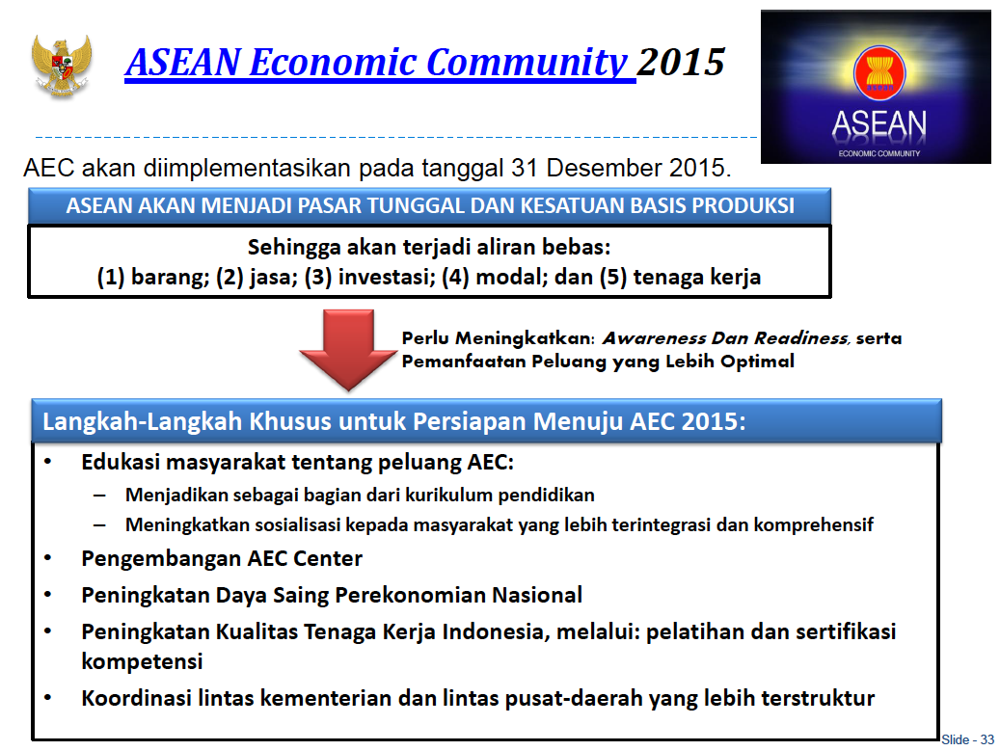 ASEAN Economic Community 2015
ASEAN
ECONOMIC COMMUNITY
AEC akan diimplementasikan pada tanggal 31 Desember 2015.
ASEAN AKAN MENJADI PASAR TUNGGAL DAN KESATUAN BASIS PRODUKSI
Sehingga akan terjadi aliran bebas:
(1) barang; (2) jasa; (3) investasi; (4) modal; dan (5) tenaga kerja
Perlu Meningkatkan: Awareness Dan Readiness, serta
Pemanfaatan Peluang yang Lebih Optimal
Langkah-Langkah Khusus untuk Persiapan Menuju AEC 2015:
• Edukasi masyarakat tentang peluang AEC:
– Menjadikan sebagai bagian dari kurikulum pendidikan
– Meningkatkan sosialisasi kepada masyarakat yang lebih terintegrasi dan komprehensif
• Pengembangan AEC Center
• Peningkatan Daya Saing Perekonomian Nasional
• Peningkatan Kualitas Tenaga Kerja Indonesia, melalui: pelatihan dan sertifikasi
kompetensi
• Koordinasi lintas kementerian dan lintas pusat-daerah yang lebih terstruktur
Slide - 33